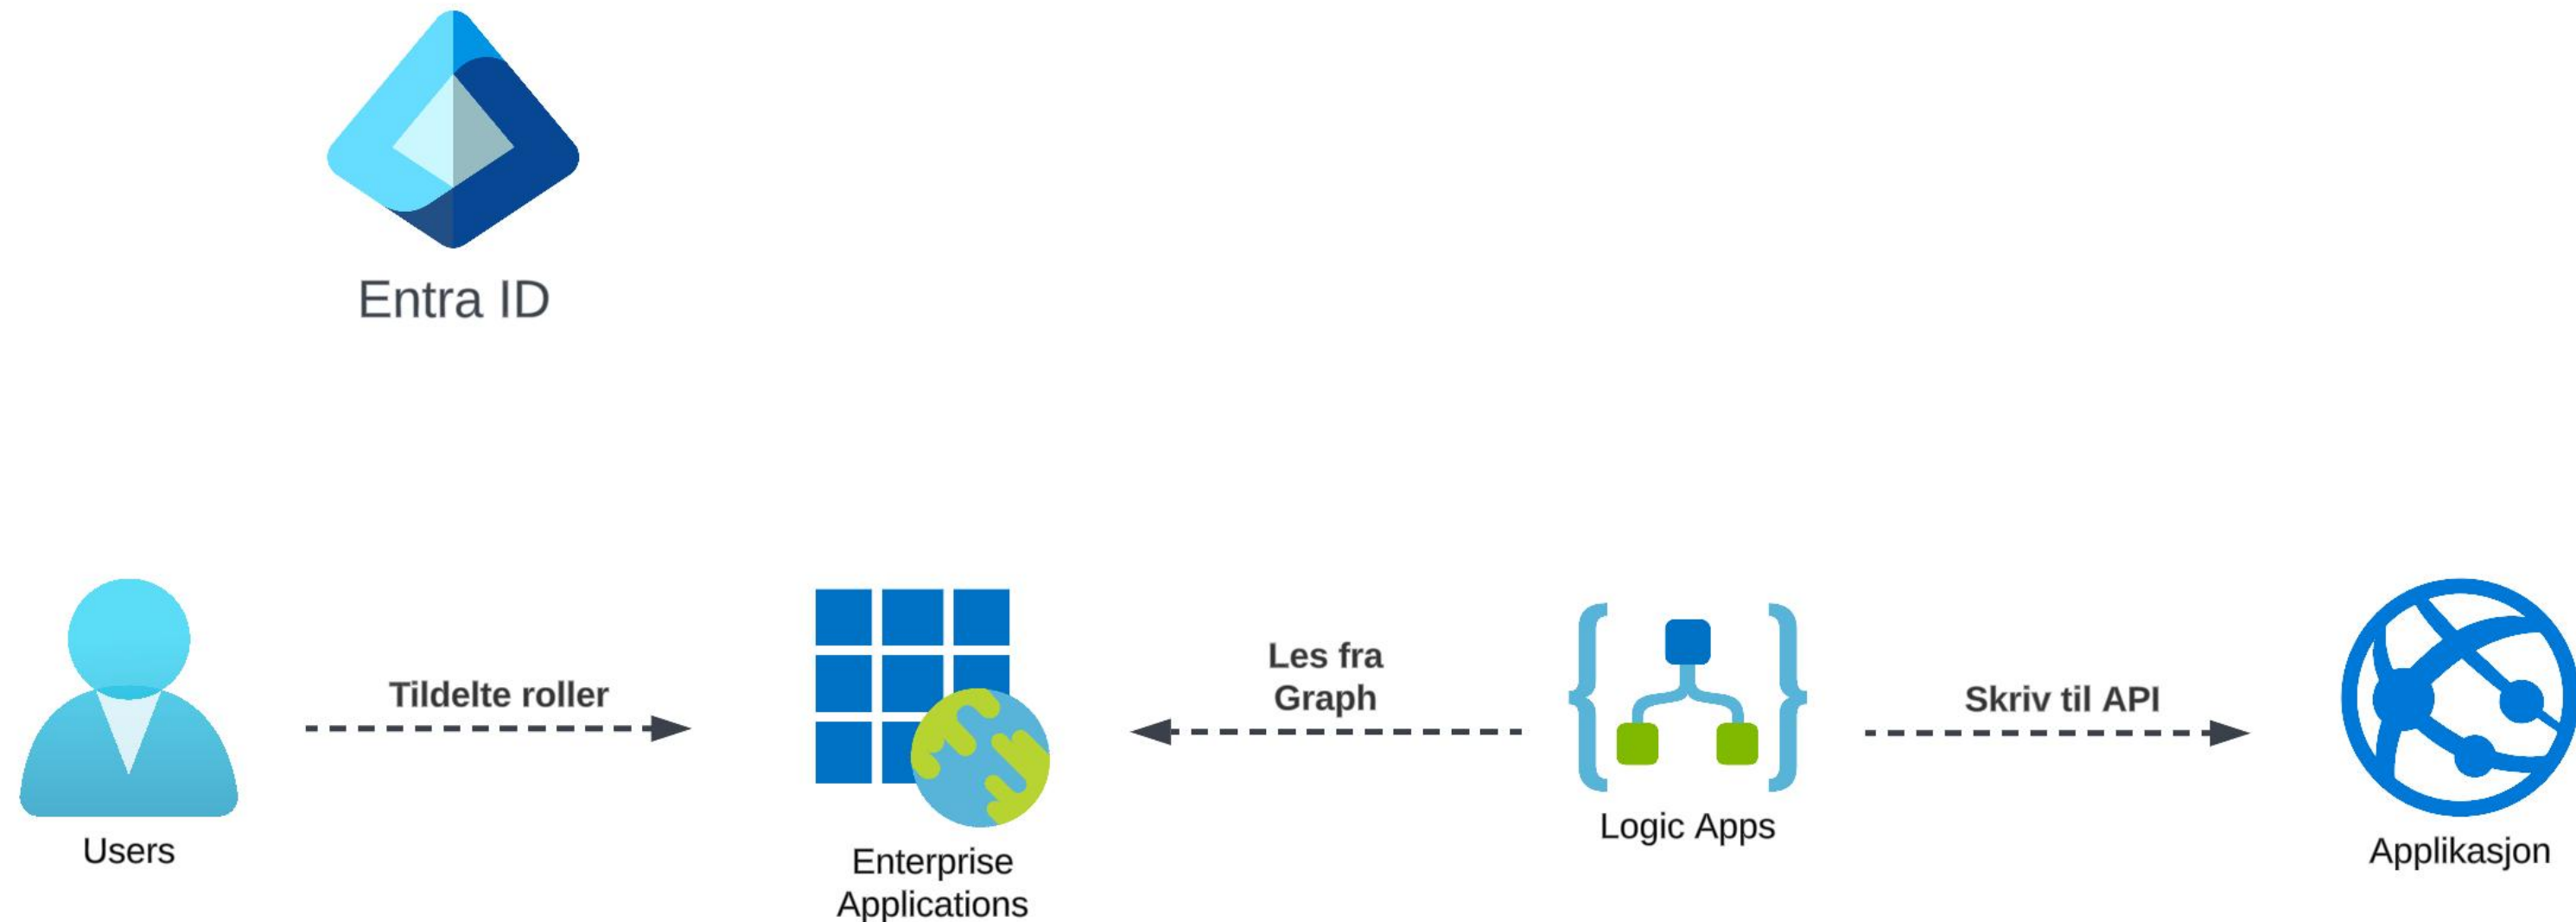 Entra ID
Tildelte roller
Les fra
Graph
Skriv til API
Users
Enterprise
Applications
Logic Apps
Applikasjon